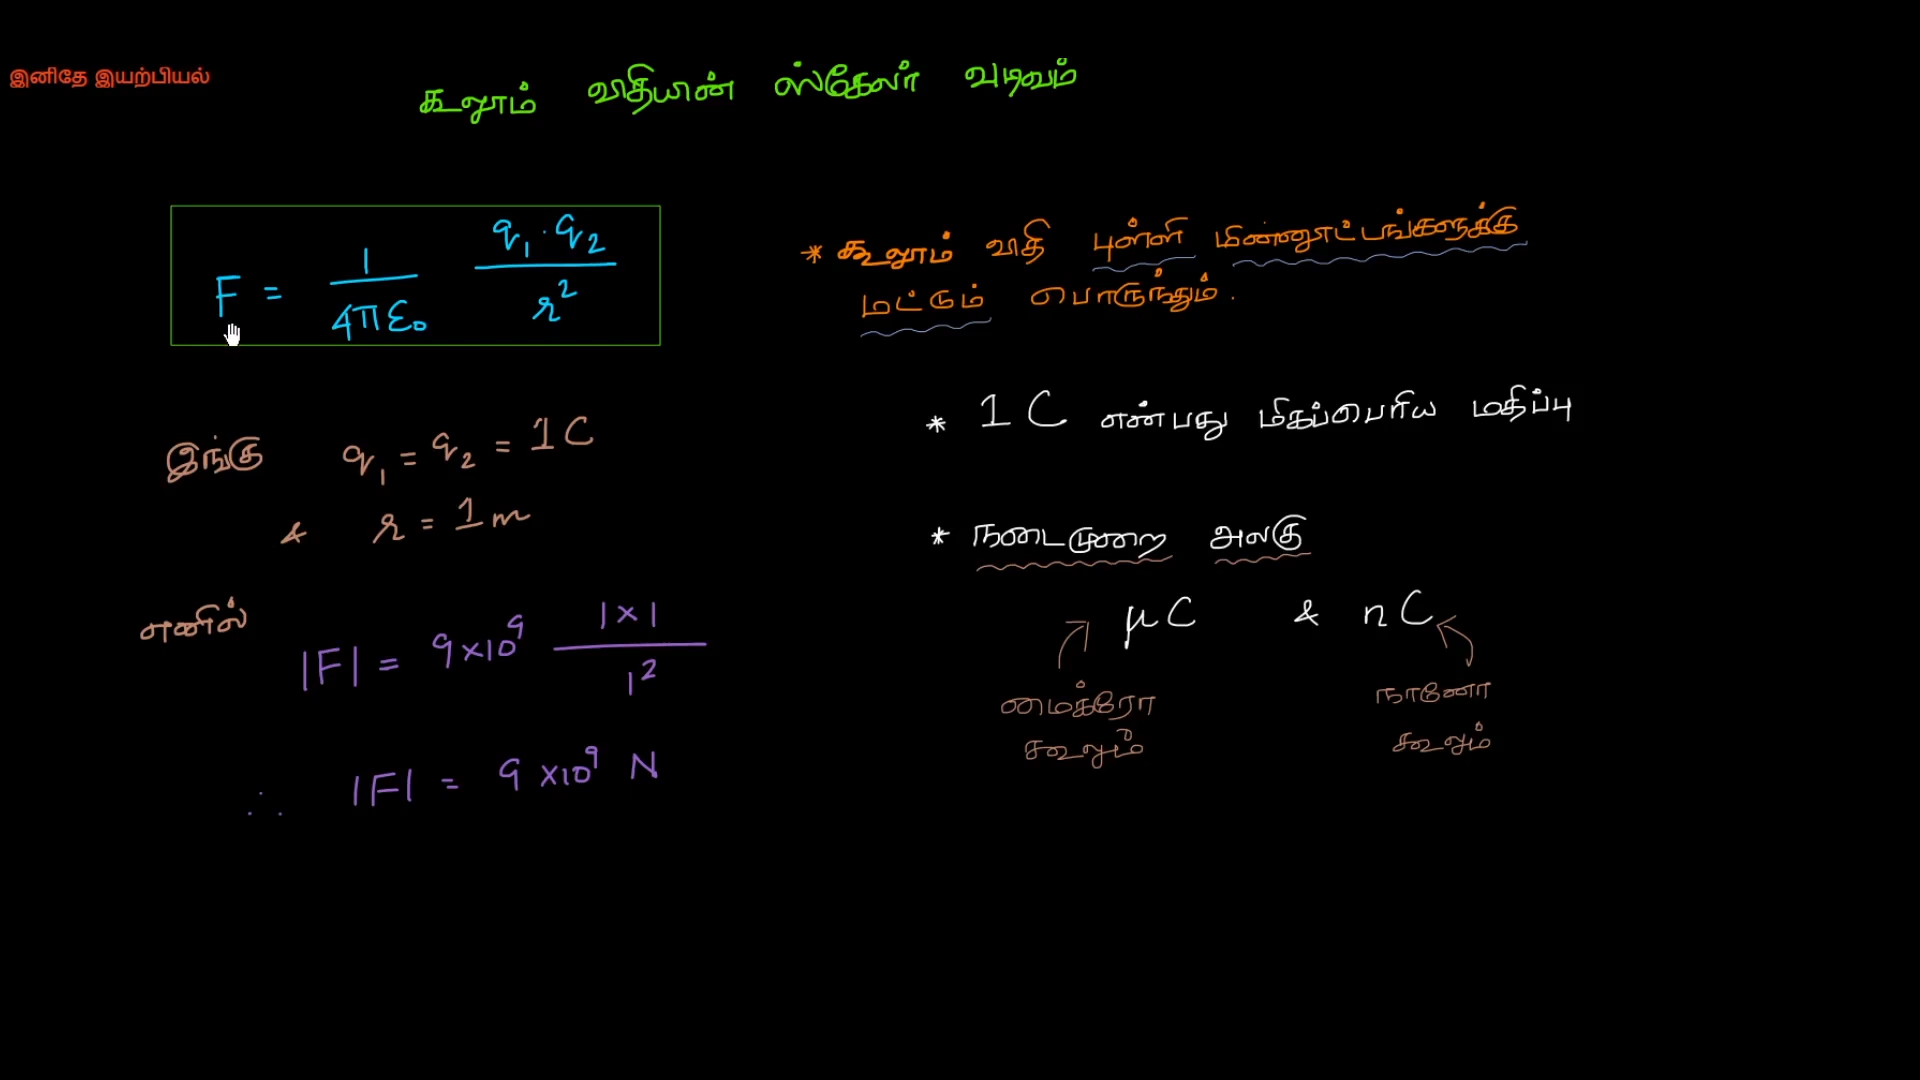 இனிதே இயற்பியல்
கூலூம் விதியின் ஸ்கேலர் வடிவம்
F = 1/4πε₀ q₁·q₂/r²
* கூலூம் விதி புள்ளி மின்னூட்டங்களுக்கு
மட்டும் பொருந்தும்.
இங்கு q₁ = q₂ = 1C
& r = 1m
* 1 C என்பது மிகப்பெரிய மதிப்பு
* நடைமுறை அலகு
எனில்
|F| = 9×10⁹ 1×1/1²
μC & nC
மைக்ரோ
கூலும்
நானோ
கூலும்
∴ |F| = 9×10⁹ N